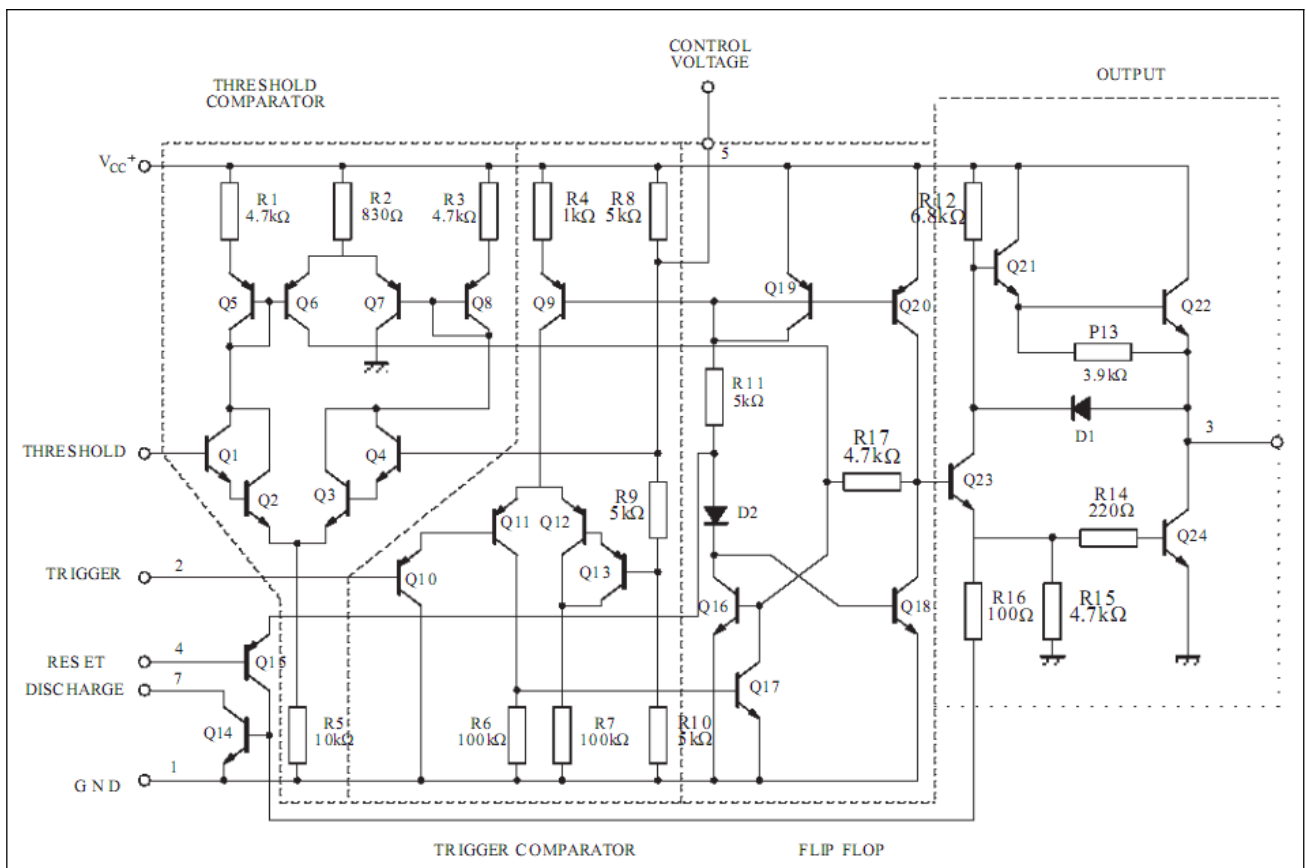 CONTROL
VOLTAGE
OUTPUT
THRESHOLD
COMPARATOR
5
VCC+
R1
4.7kΩ
R2
830Ω
R3
4.7kΩ
R4
1kΩ
R8
5kΩ
R12
6.8kΩ
Q5
Q6
Q7
Q8
Q9
Q19
Q20
Q21
Q22
P13
3.9kΩ
R11
5kΩ
D1
3
THRESHOLD
Q1
Q2
Q3
Q4
R17
4.7kΩ
Q23
R9
5kΩ
R14
220Ω
Q11
Q12
D2
Q24
TRIGGER
2
Q10
Q13
Q16
Q18
R16
100Ω
R15
4.7kΩ
RESET
4
Q15
DISCHARGE
7
Q17
Q14
R5
10kΩ
R6
100kΩ
R7
100kΩ
R10
5kΩ
GND
1
TRIGGER COMPARATOR
FLIP FLOP